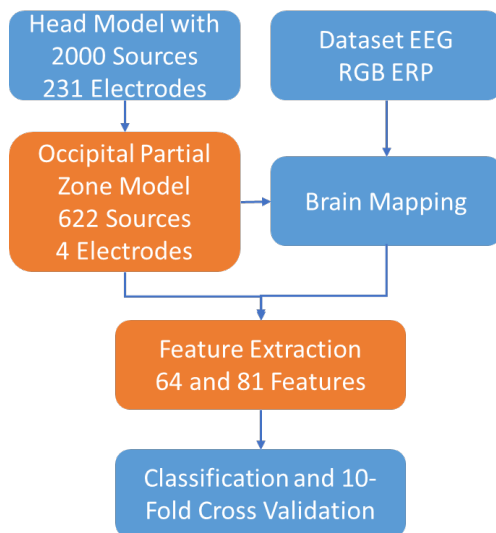 Head Model with
2000 Sources
231 Electrodes
Dataset EEG
RGB ERP
Occipital Partial
Zone Model
622 Sources
4 Electrodes
Brain Mapping
Feature Extraction
64 and 81 Features
Classification and 10-
Fold Cross Validation